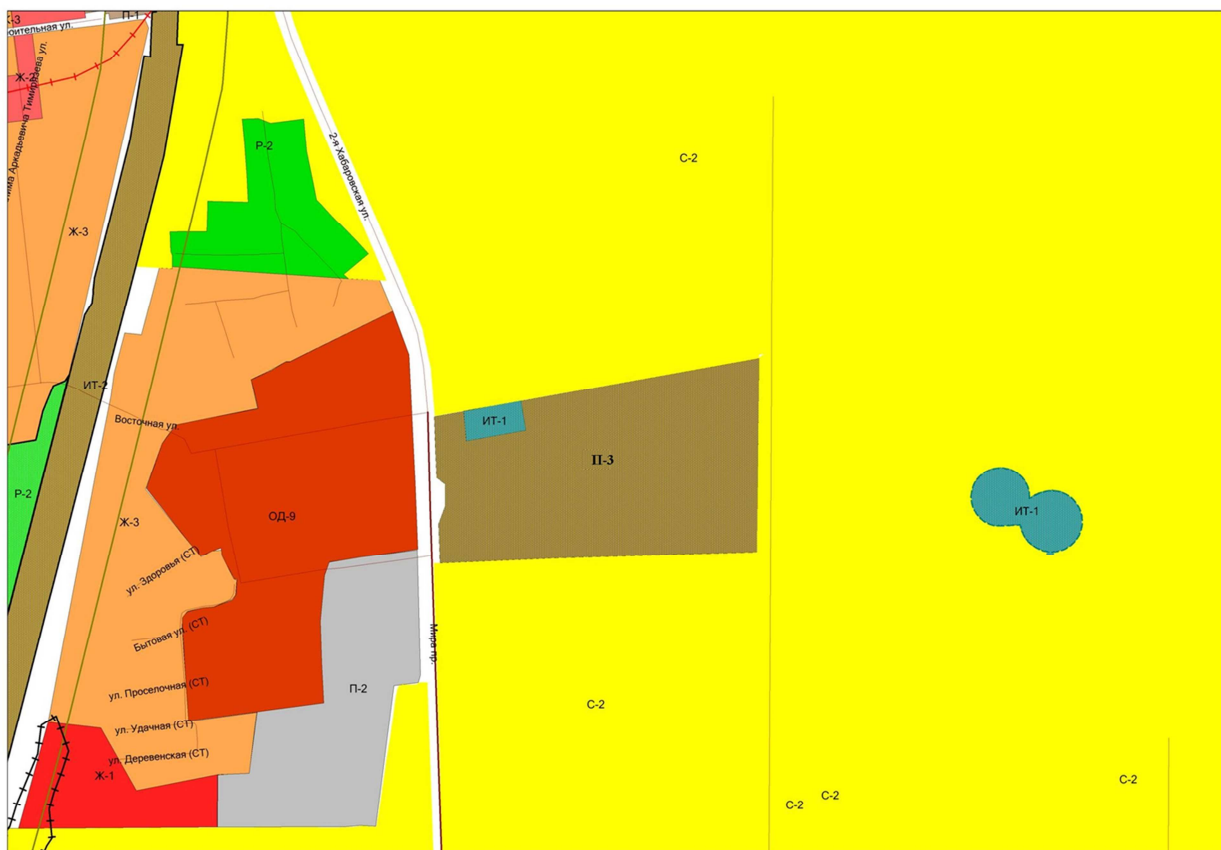 П-1
Ж-2
Р-2
2-я Хабаровская ул.
С-2
Ж-3
ИТ-2
Восточная ул.
ИТ-1
П-3
Р-2
Ж-3
ОД-9
ИТ-1
ул. Здоровья (СТ)
Бытовая ул. (СТ)
Мира пр.
ул. Проселочная (СТ)
П-2
С-2
ул. Удачная (СТ)
ул. Деревенская (СТ)
Ж-1
С-2
С-2
С-2